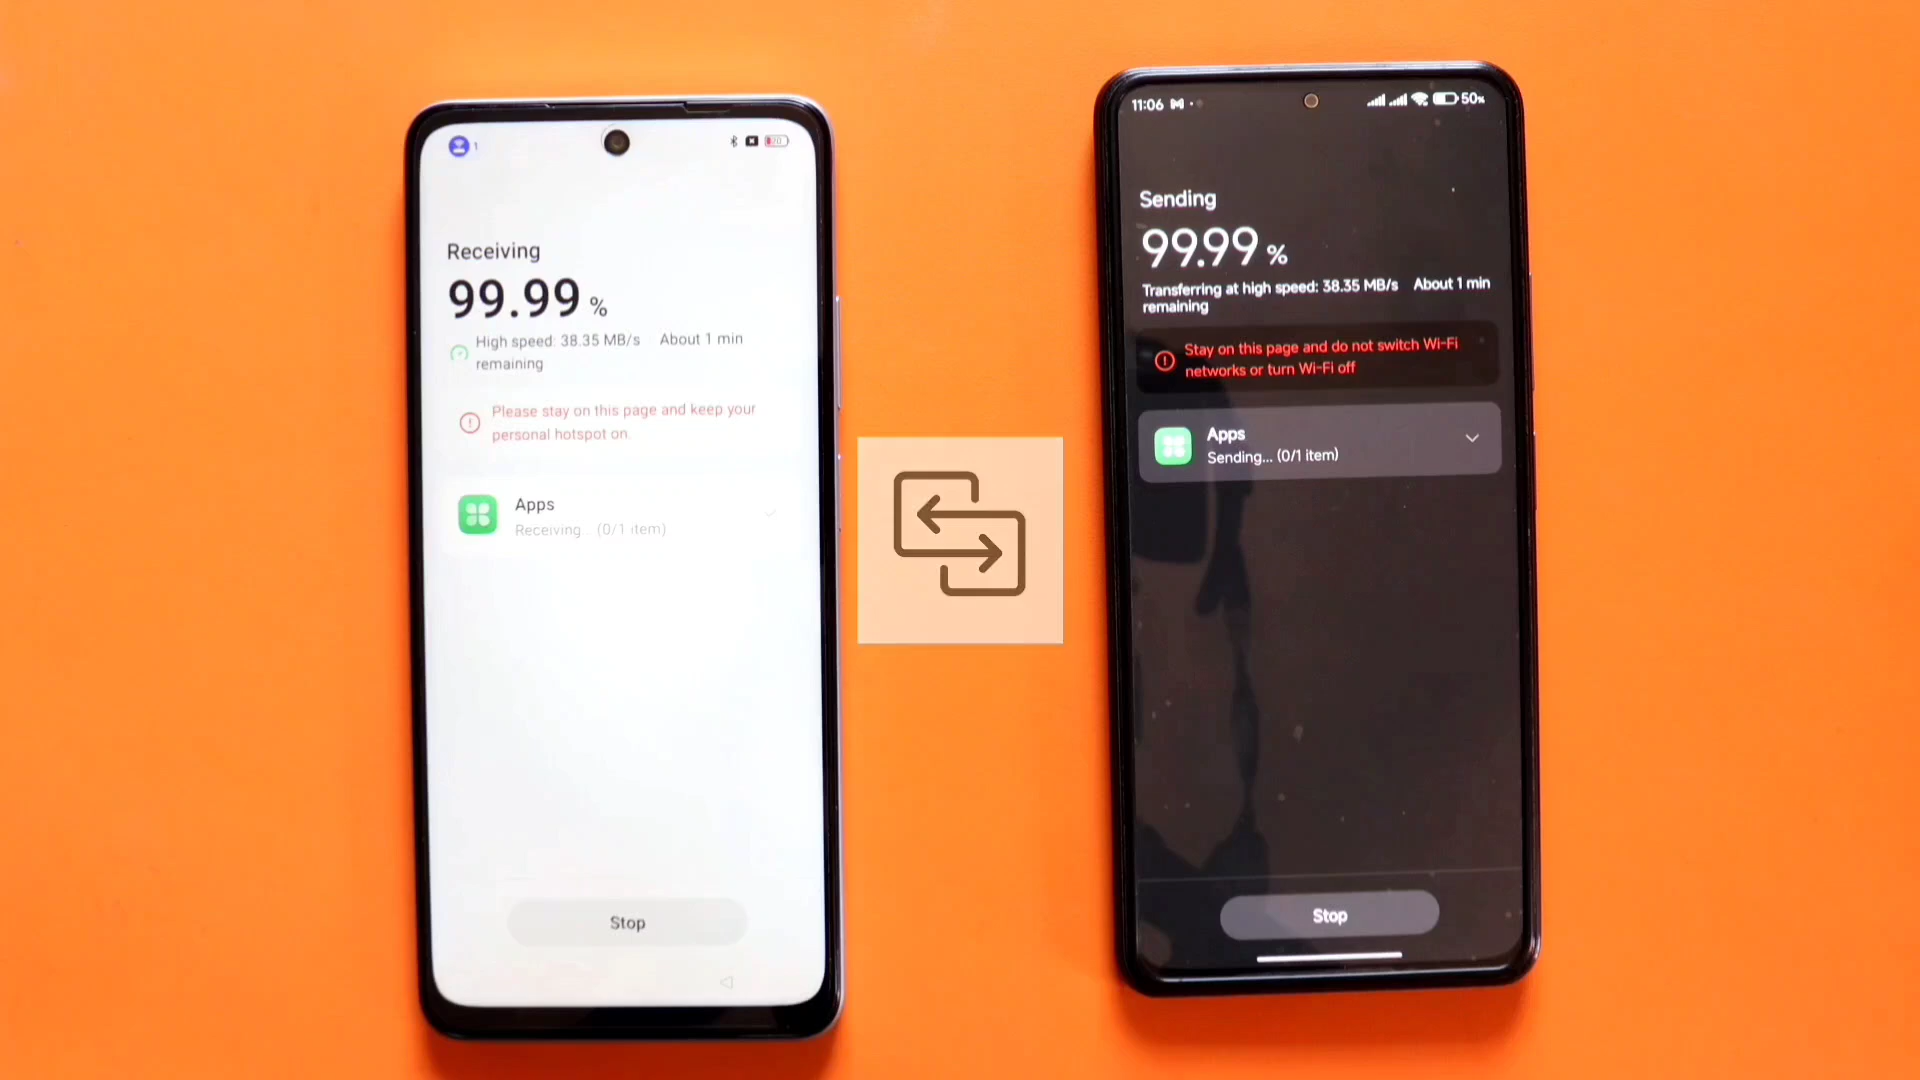 1
20
Receiving
99.99 %
High speed: 38.35 MB/s About 1 min
remaining
Please stay on this page and keep your
personal hotspot on.
Apps
Receiving... (0/1 item)
Stop
11:06 50%
Sending
99.99 %
Transferring at high speed: 38.35 MB/s About 1 min
remaining
Stay on this page and do not switch Wi-Fi
networks or turn Wi-Fi off
Apps
Sending... (0/1 item)
Stop